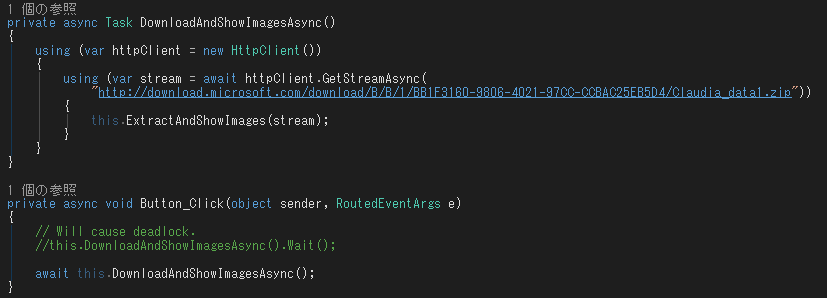 1 個の参照
private async Task DownloadAndShowImagesAsync()
{
    using (var httpClient = new HttpClient())
    {
        using (var stream = await httpClient.GetStreamAsync(
            "http://download.microsoft.com/download/B/B/1/BB1F3160-9806-4021-97CC-CCBAC25EB5D4/Claudia_data1.zip"))
        {
            this.ExtractAndShowImages(stream);
        }
    }
}
1 個の参照
private async void Button_Click(object sender, RoutedEventArgs e)
{
    // Will cause deadlock.
    //this.DownloadAndShowImagesAsync().Wait();
    await this.DownloadAndShowImagesAsync();
}